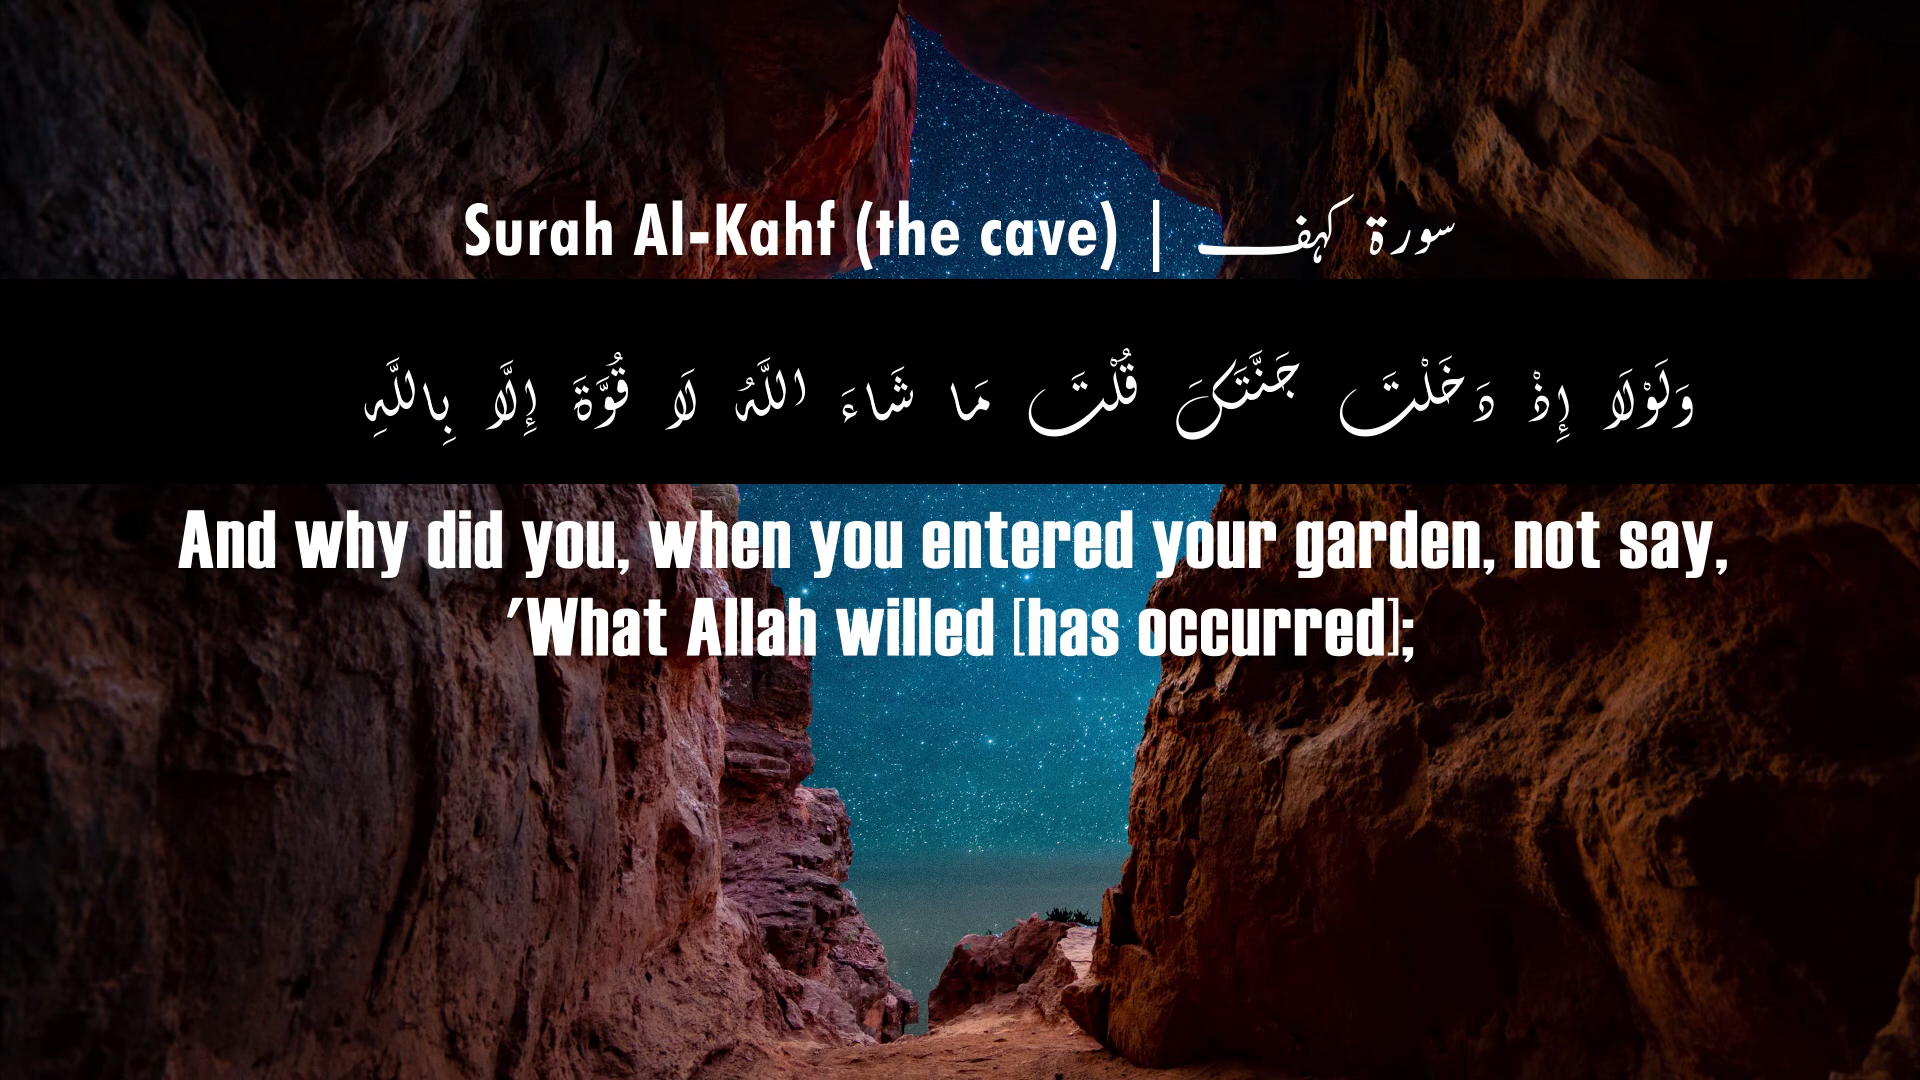 Surah Al-Kahf (the cave) | سورة كهف
وَلَوْلَا إِذْ دَخَلْتَ جَنَّتَكَ قُلْتَ مَا شَاءَ اللَّهُ لَا قُوَّةَ إِلَّا بِاللَّهِ
And why did you, when you entered your garden, not say,
'What Allah willed [has occurred];